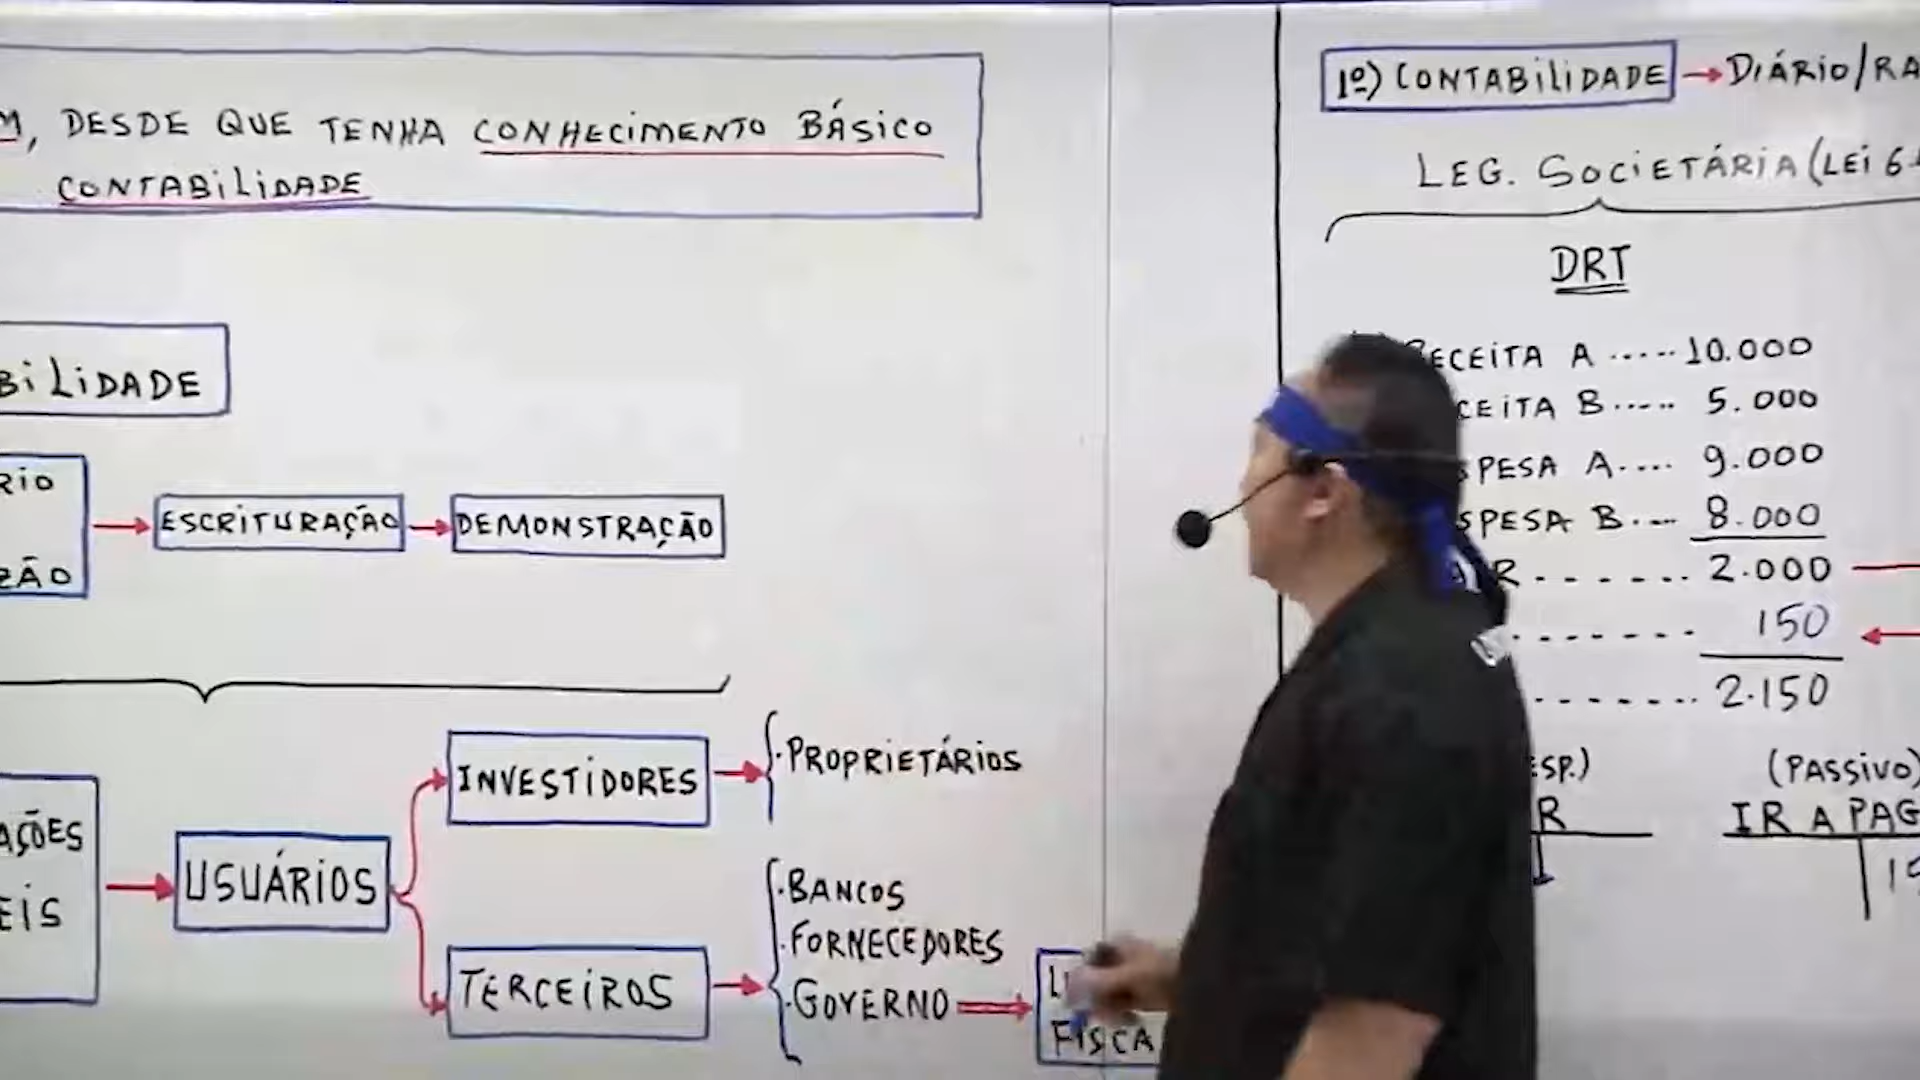 M, DESDE QUE TENHA CONHECIMENTO BÁSICO
CONTABILIDADE
BILIDADE
RIO
ZÃO
ESCRITURAÇÃO
DEMONSTRAÇÃO
AÇÕES
EIS
USUÁRIOS
INVESTIDORES
· PROPRIETÁRIOS
TERCEIROS
· BANCOS
· FORNECEDORES
· GOVERNO
FISCA
1º) CONTABILIDADE
DIÁRIO/RA
LEG. SOCIETÁRIA (LEI 6.
DRT
RECEITA A ..... 10.000
CEITA B ..... 5.000
SPESA A .... 9.000
SPESA B .... 8.000
R ....... 2.000
........ 150
........ 2.150
ESP.)
R
(PASSIVO)
IR A PAG